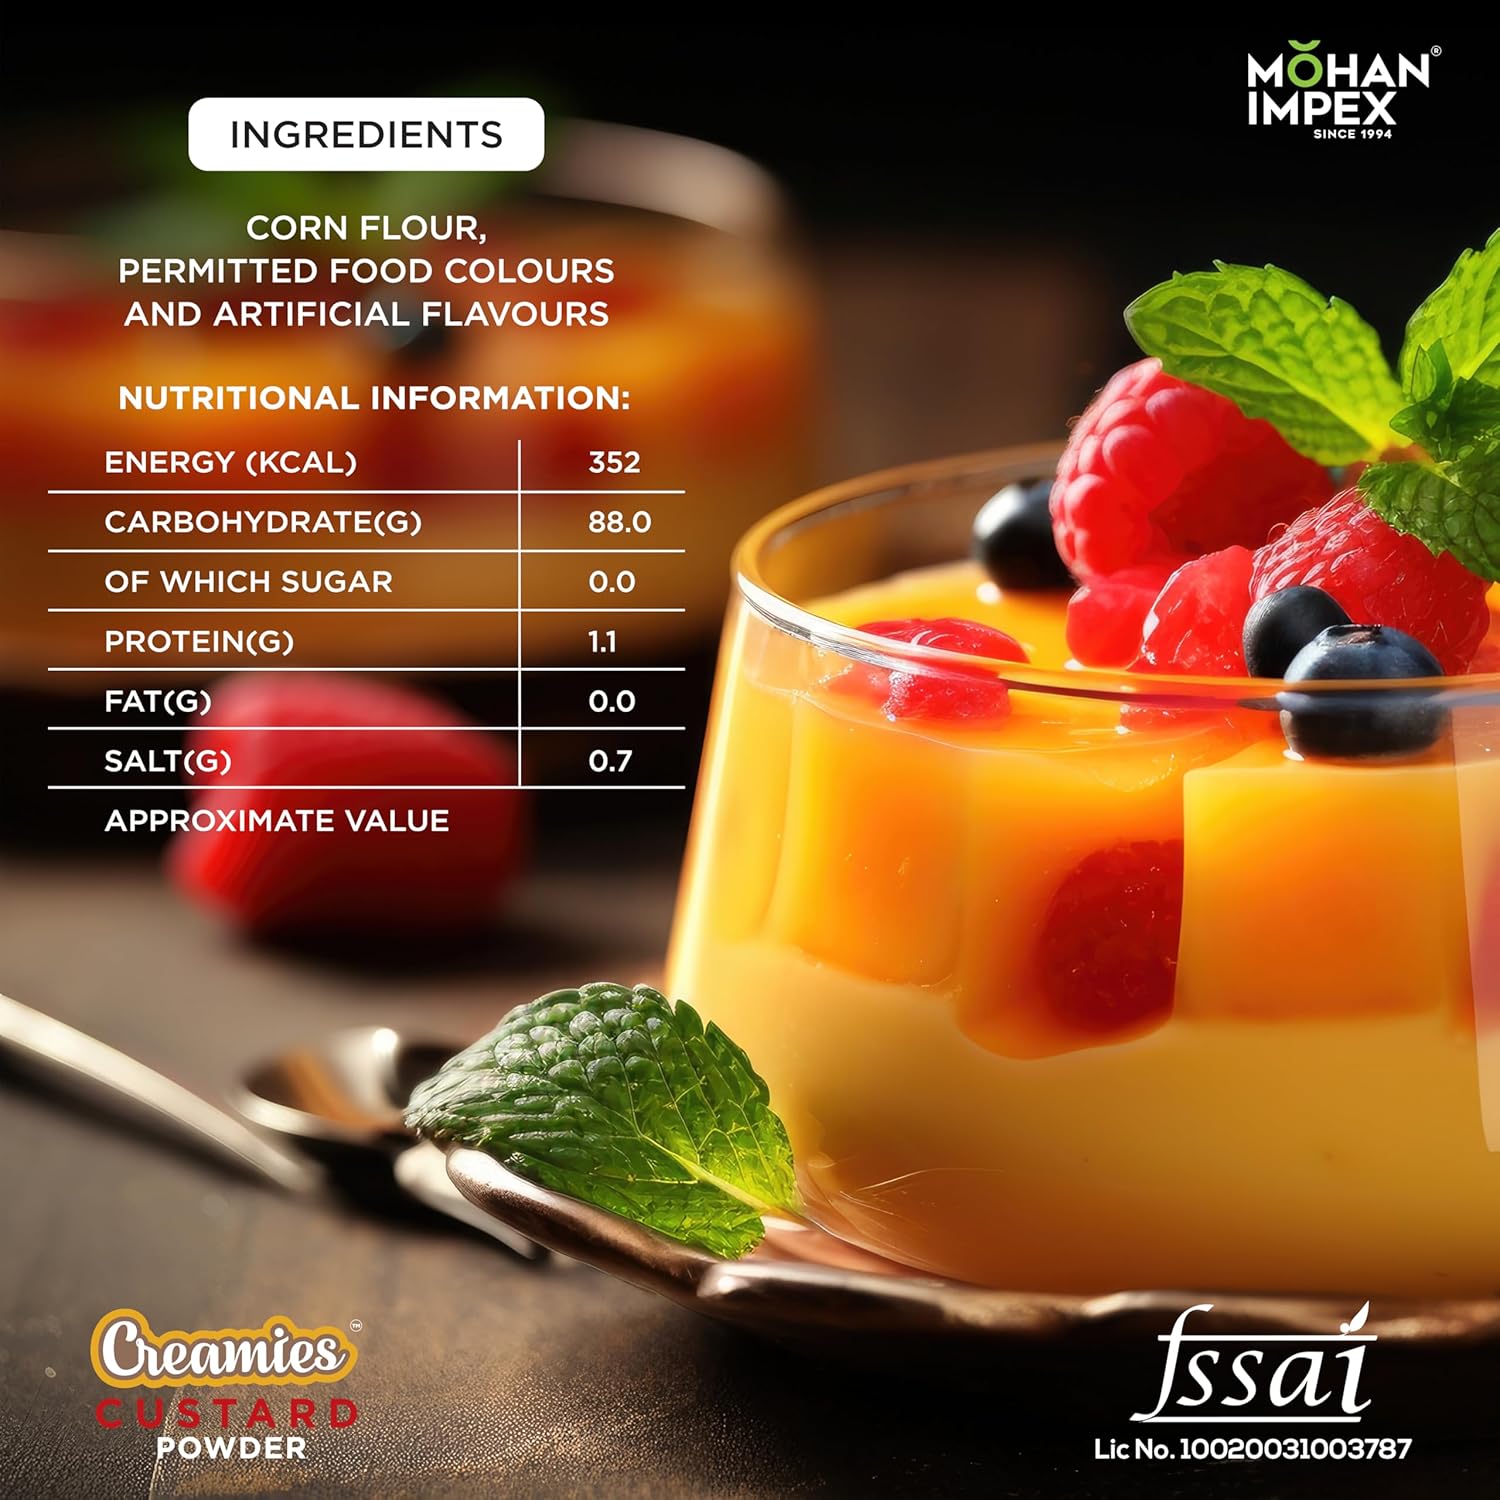 MOHAN®
IMPEX
SINCE 1994
INGREDIENTS
CORN FLOUR,
PERMITTED FOOD COLOURS
AND ARTIFICIAL FLAVOURS
NUTRITIONAL INFORMATION:
ENERGY (KCAL) 352
CARBOHYDRATE(G) 88.0
OF WHICH SUGAR 0.0
PROTEIN(G) 1.1
FAT(G) 0.0
SALT(G) 0.7
APPROXIMATE VALUE
Creamies™
CUSTARD
POWDER
fssai
Lic No. 10020031003787